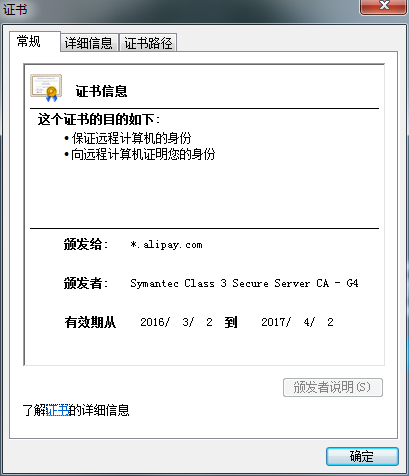 证书
常规 详细信息 证书路径
证书信息
这个证书的目的如下:
•保证远程计算机的身份
•向远程计算机证明您的身份
颁发给: *.alipay.com
颁发者: Symantec Class 3 Secure Server CA - G4
有效期从 2016/ 3/ 2 到 2017/ 4/ 2
颁发者说明(S)
了解证书的详细信息
确定